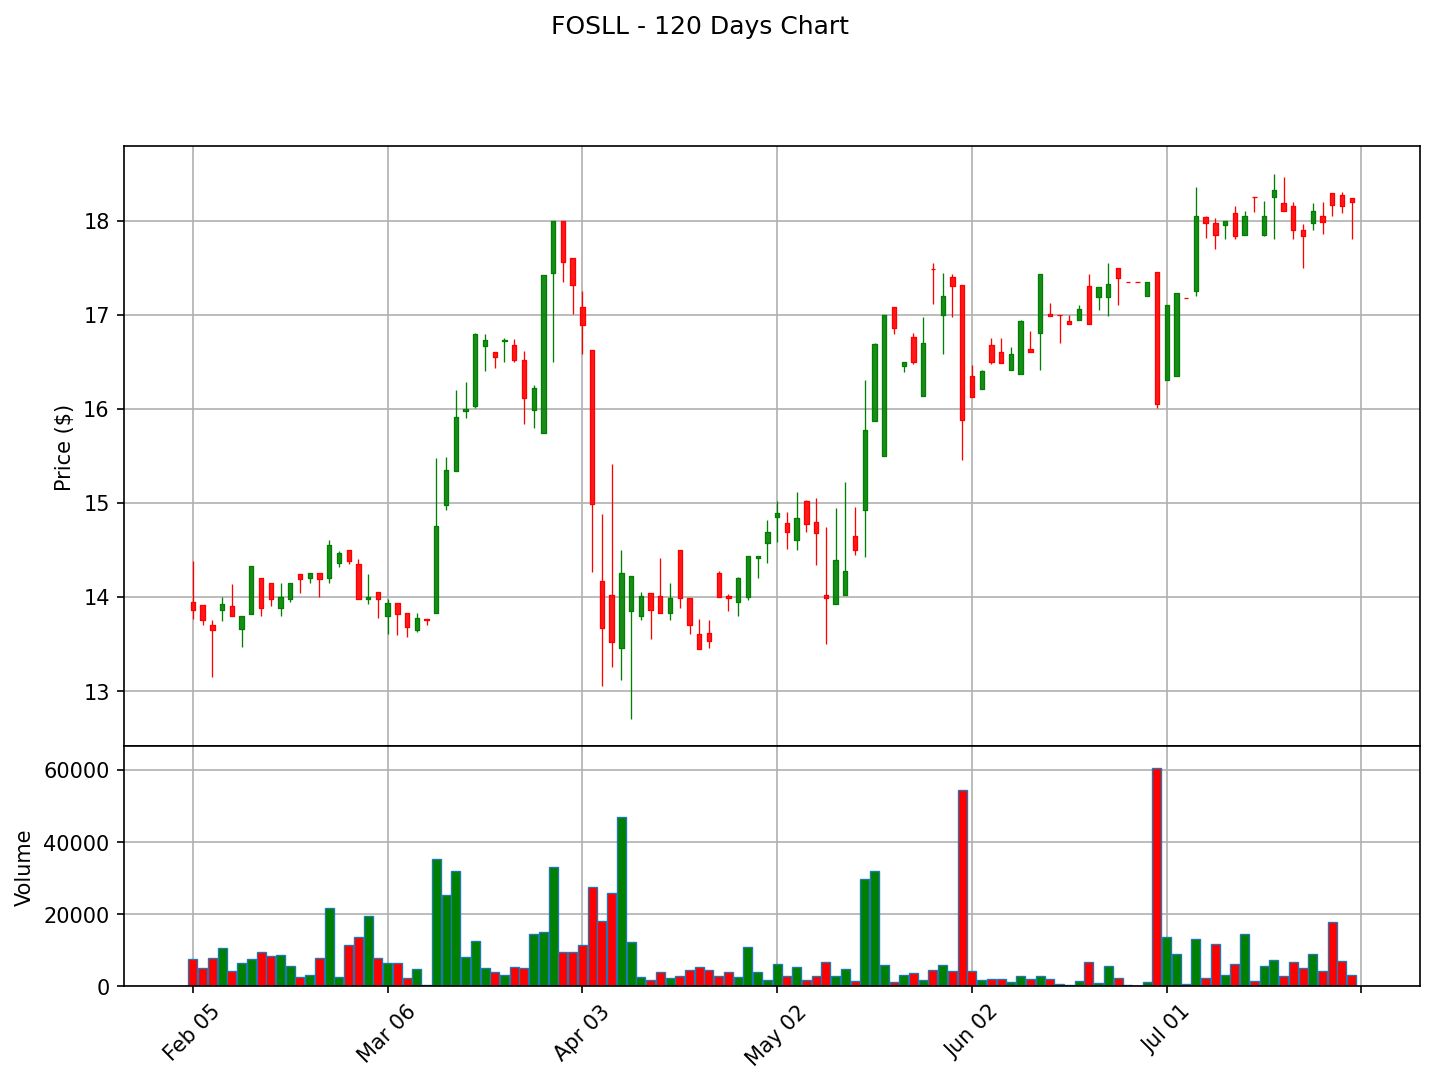 FOSLL - 120 Days Chart
18
17
16
15
14
13
Price ($)
60000
40000
20000
0
Volume
Feb 05
Mar 06
Apr 03
May 02
Jun 02
Jul 01